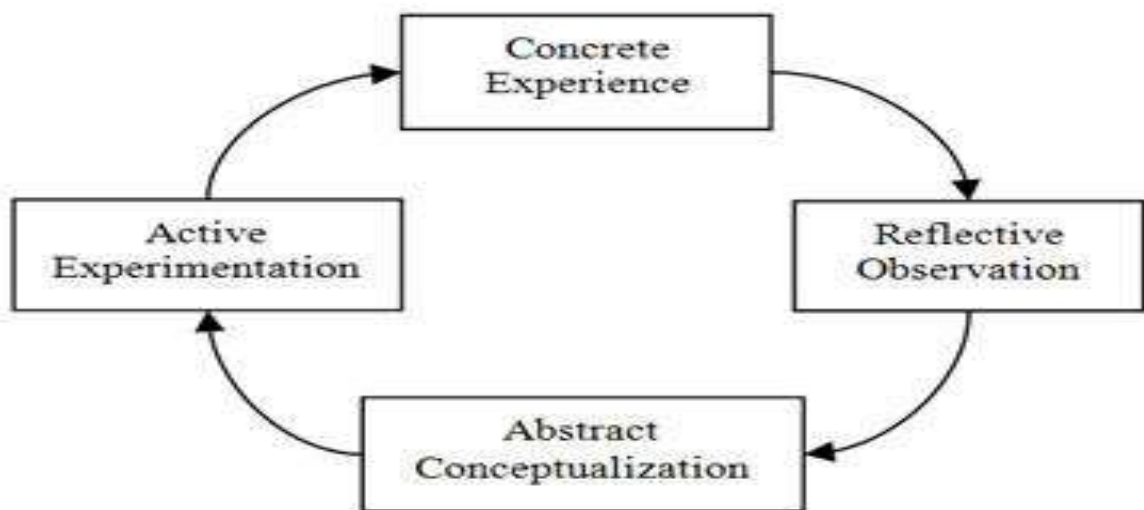 Concrete
Experience
Active
Experimentation
Reflective
Observation
Abstract
Conceptualization